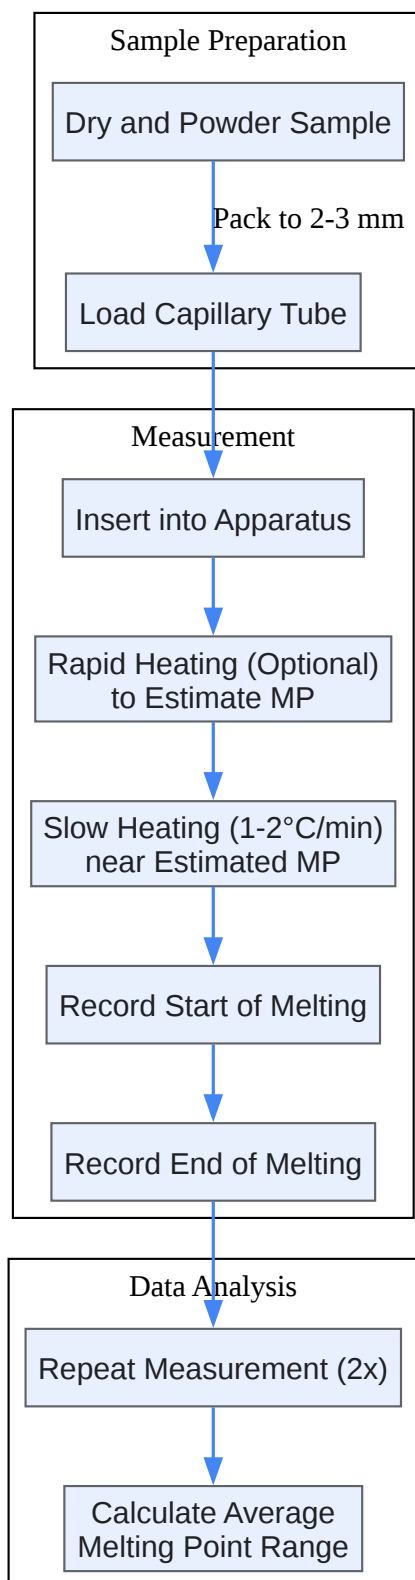 Sample Preparation
Dry and Powder Sample
Pack to 2-3 mm
Load Capillary Tube
Measurement
Insert into Apparatus
Rapid Heating (Optional)
to Estimate MP
Slow Heating (1-2°C/min)
near Estimated MP
Record Start of Melting
Record End of Melting
Data Analysis
Repeat Measurement (2x)
Calculate Average
Melting Point Range